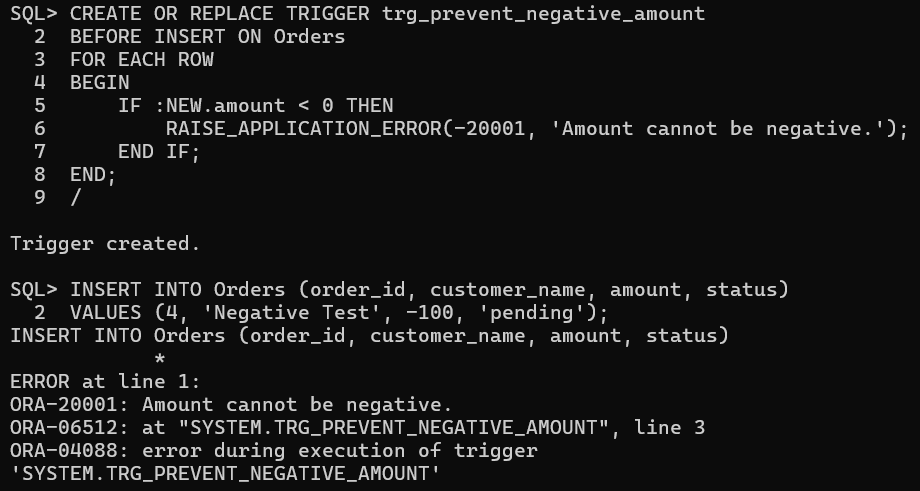 SQL> CREATE OR REPLACE TRIGGER trg_prevent_negative_amount
  2  BEFORE INSERT ON Orders
  3  FOR EACH ROW
  4  BEGIN
  5      IF :NEW.amount < 0 THEN
  6          RAISE_APPLICATION_ERROR(-20001, 'Amount cannot be negative.');
  7      END IF;
  8  END;
  9  /

Trigger created.

SQL> INSERT INTO Orders (order_id, customer_name, amount, status)
  2  VALUES (4, 'Negative Test', -100, 'pending');
INSERT INTO Orders (order_id, customer_name, amount, status)
            *
ERROR at line 1:
ORA-20001: Amount cannot be negative.
ORA-06512: at "SYSTEM.TRG_PREVENT_NEGATIVE_AMOUNT", line 3
ORA-04088: error during execution of trigger
'SYSTEM.TRG_PREVENT_NEGATIVE_AMOUNT'